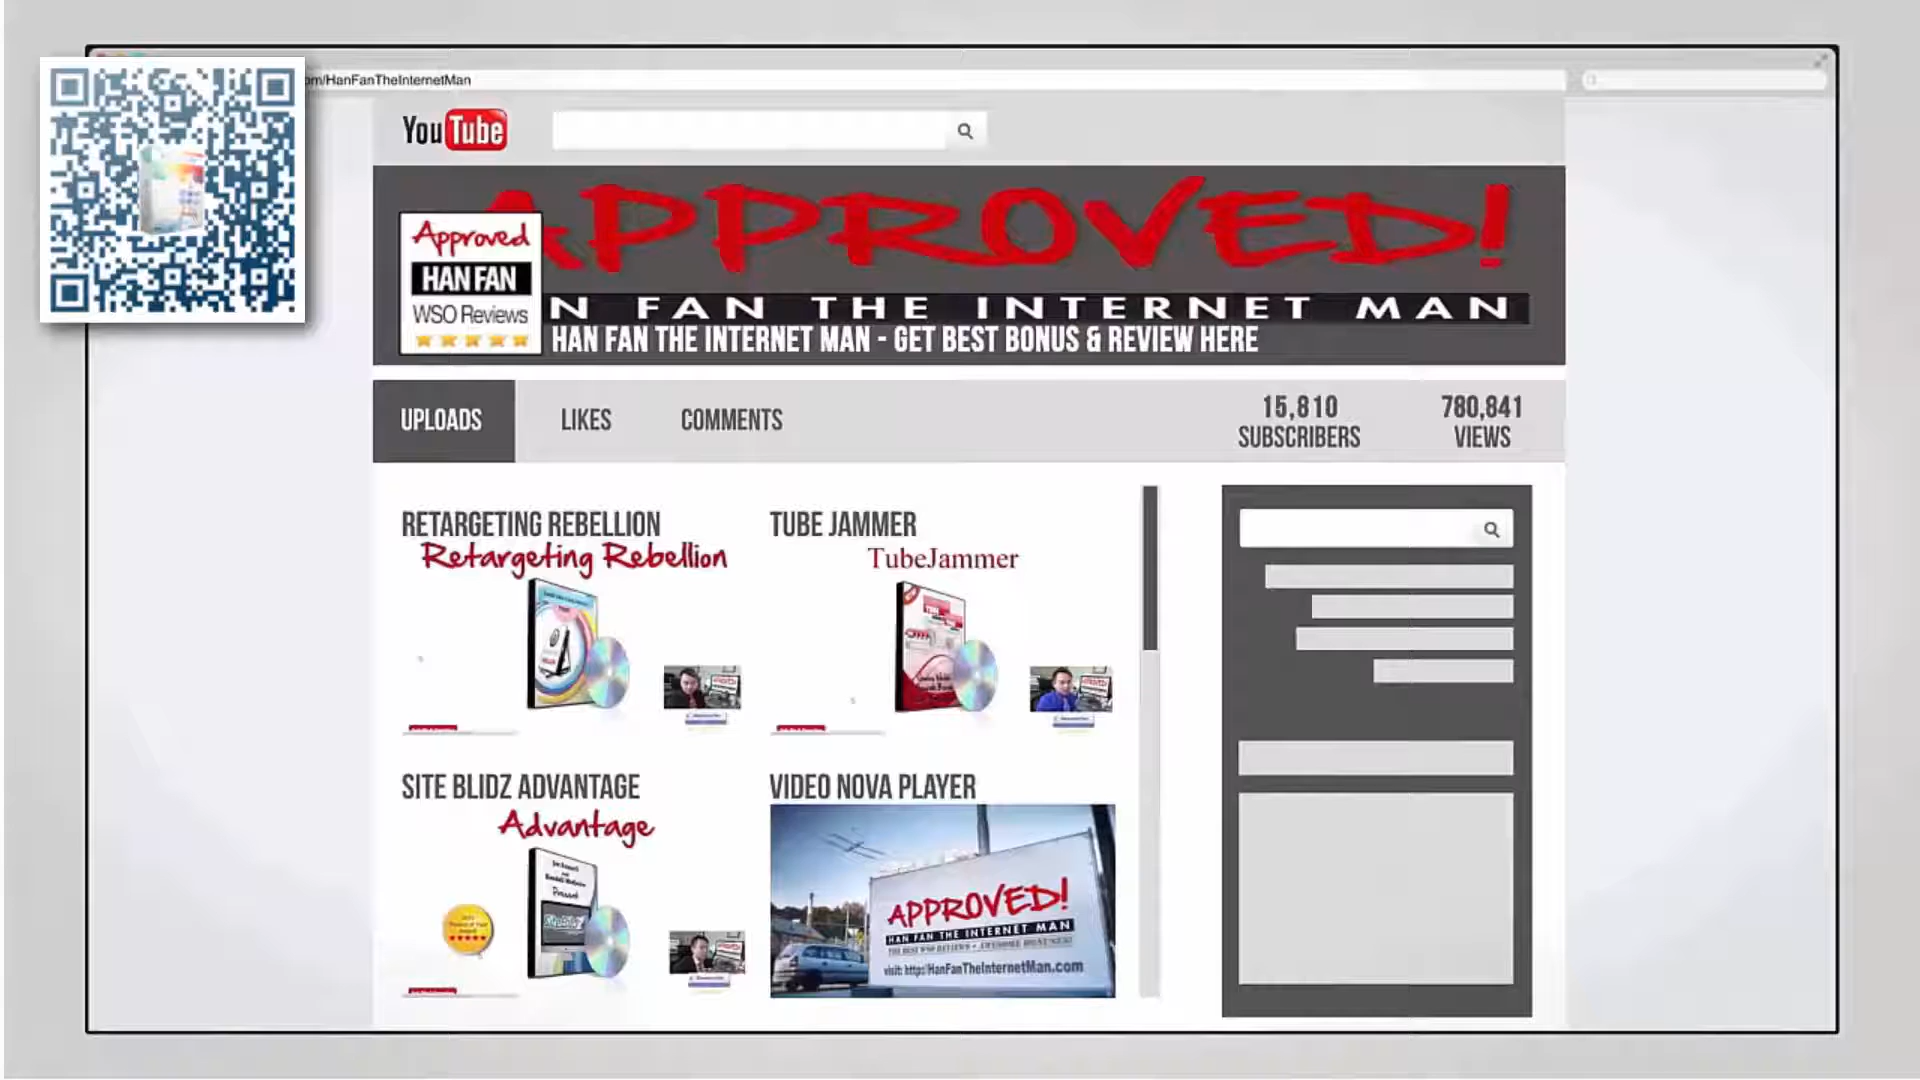 om/HanFanTheInternetMan
YouTube
APPROVED!
Approved
HAN FAN
WSO Reviews
N FAN THE INTERNET MAN
HAN FAN THE INTERNET MAN - GET BEST BONUS & REVIEW HERE
UPLOADS
LIKES
COMMENTS
15,810
SUBSCRIBERS
780,841
VIEWS
RETARGETING REBELLION
Retargeting Rebellion
TUBE JAMMER
TubeJammer
SITE BLIDZ ADVANTAGE
Advantage
VIDEO NOVA PLAYER
APPROVED!
HAN FAN THE INTERNET MAN
visit: http:/HanFanTheInternetMan.com